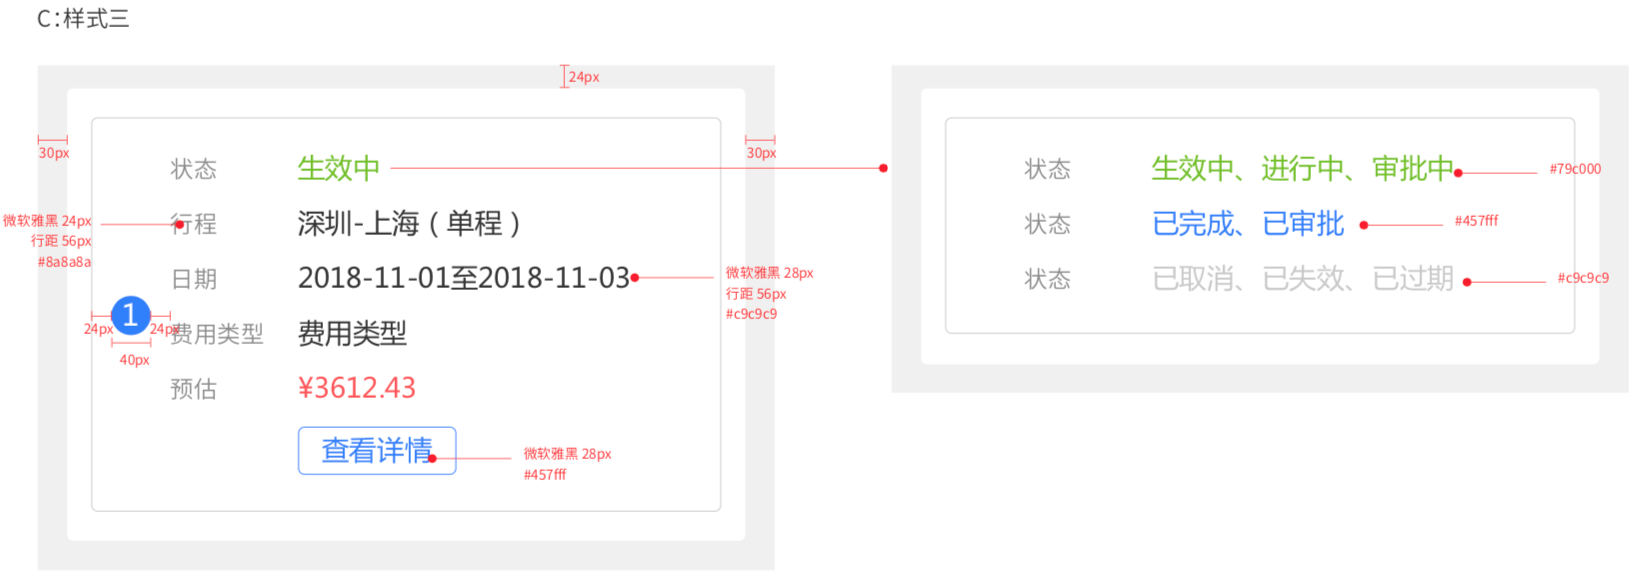 C:样式三
24px
30px
30px
状态 生效中
微软雅黑 24px
行距 56px
#8a8a8a
行程 深圳-上海（单程）
日期 2018-11-01至2018-11-03
微软雅黑 28px
行距 56px
#c9c9c9
1
24px
24px
40px
费用类型 费用类型
预估 ¥3612.43
查看详情
微软雅黑 28px
#457fff
状态 生效中、进行中、审批中
#79c000
状态 已完成、已审批
#457fff
状态 已取消、已失效、已过期
#c9c9c9